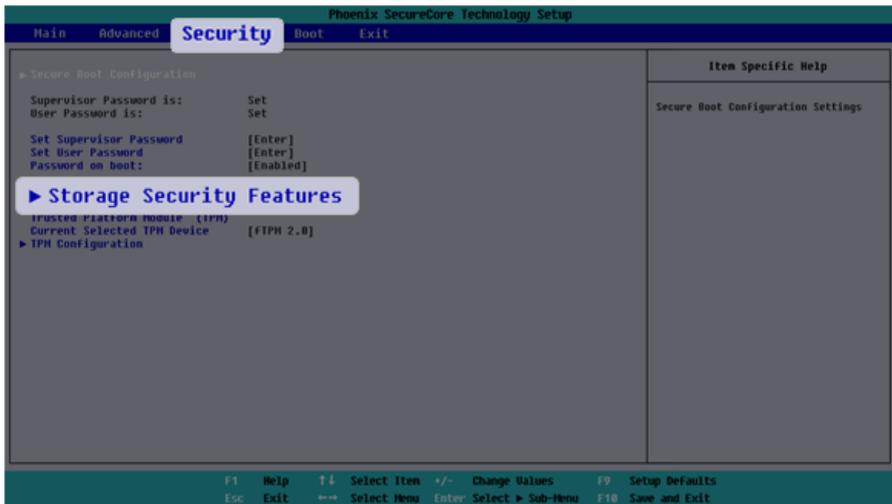 Phoenix SecureCore Technology Setup
Main Advanced Security Boot Exit
▶ Secure Boot Configuration
Supervisor Password is: Set
User Password is: Set
Set Supervisor Password [Enter]
Set User Password [Enter]
Password on boot: [Enabled]
▶ Storage Security Features
Trusted Platform Module (TPM)
Current Selected TPM Device [fTPM 2.0]
▶ TPM Configuration
Item Specific Help
Secure Boot Configuration Settings
F1 Help ↑↓ Select Item +/- Change Values F9 Setup Defaults
Esc Exit ←→ Select Menu Enter Select ▶ Sub-Menu F10 Save and Exit